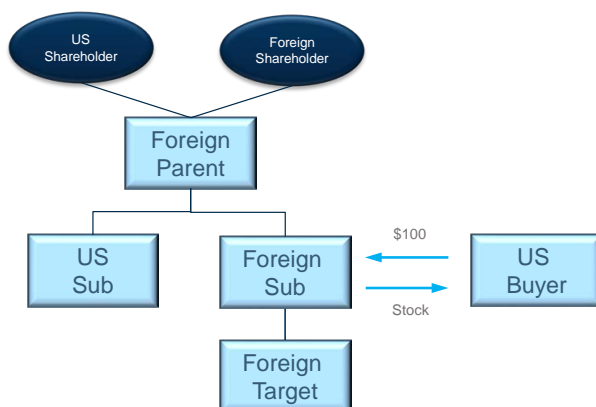 US
Shareholder
Foreign
Shareholder
Foreign
Parent
US
Sub
Foreign
Sub
$100
Stock
US
Buyer
Foreign
Target